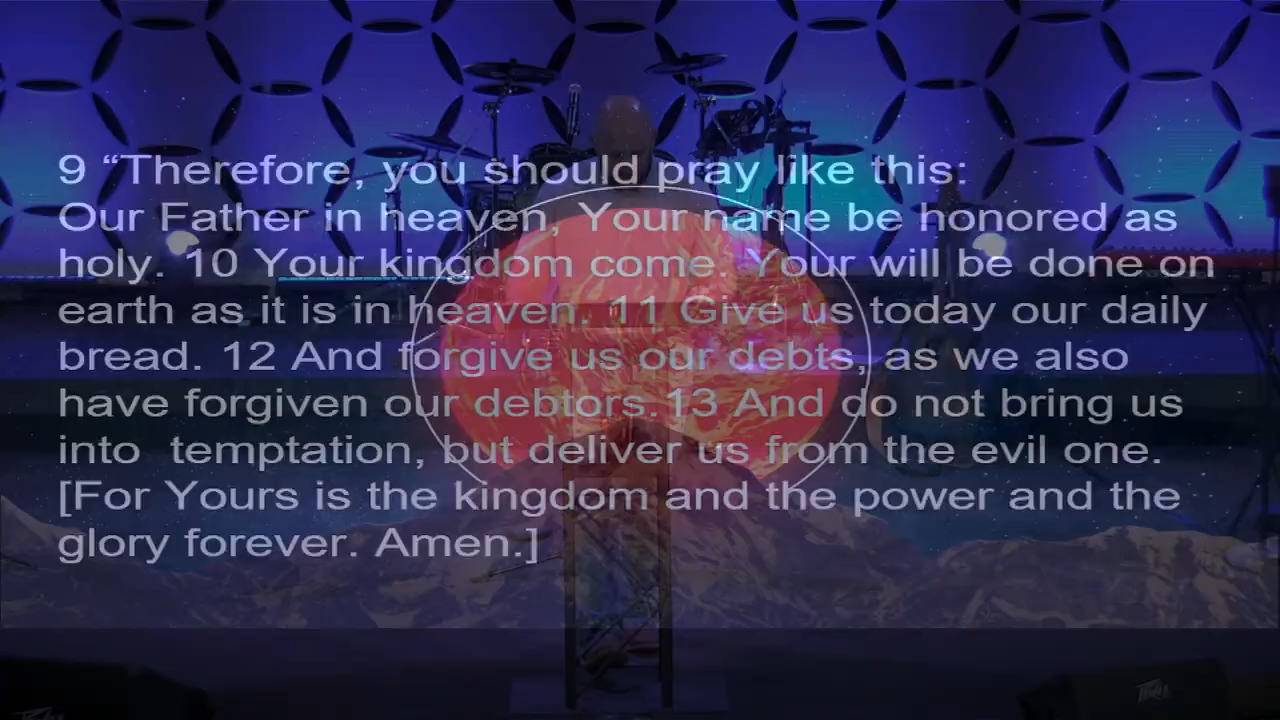 9 “Therefore, you should pray like this:
Our Father in heaven, Your name be honored as
holy. 10 Your kingdom come. Your will be done on
earth as it is in heaven. 11 Give us today our daily
bread. 12 And forgive us our debts, as we also
have forgiven our debtors. 13 And do not bring us
into  temptation, but deliver us from the evil one.
[For Yours is the kingdom and the power and the
glory forever. Amen.]